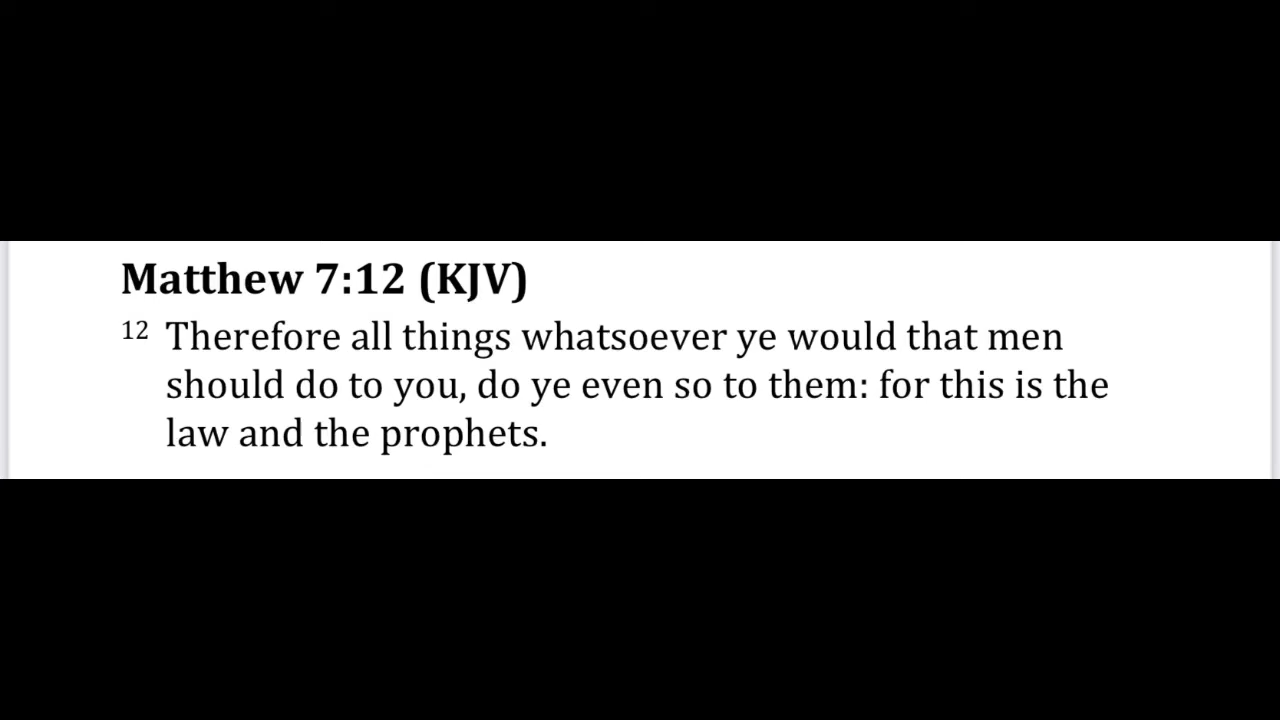 Matthew 7:12 (KJV)
12 Therefore all things whatsoever ye would that men
should do to you, do ye even so to them: for this is the
law and the prophets.